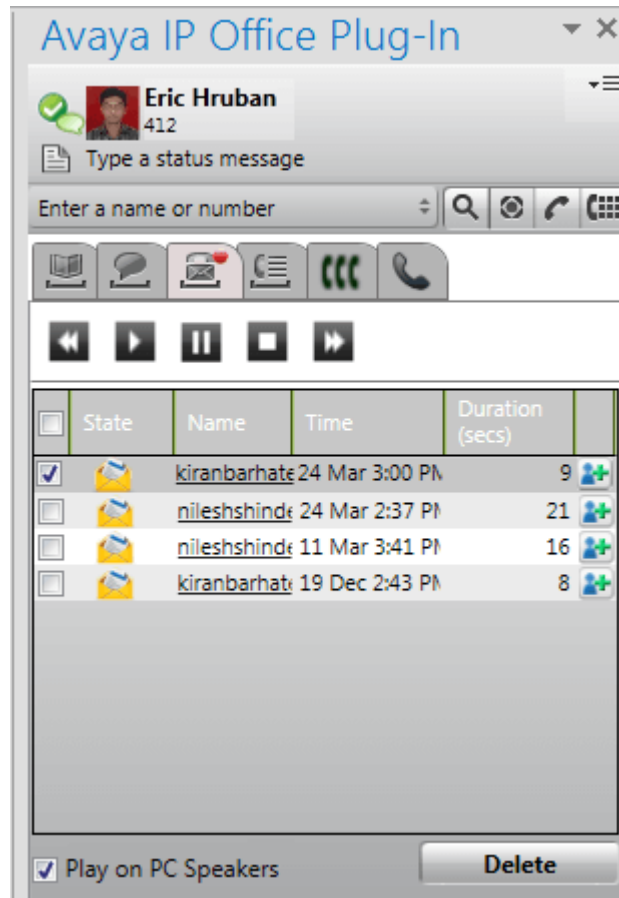 Avaya IP Office Plug-In
Eric Hruban
412
Type a status message
Enter a name or number
State Name Time Duration (secs)
kiranbarhate 24 Mar 3:00 PM 9
nileshshinde 24 Mar 2:37 PM 21
nileshshinde 11 Mar 3:41 PM 16
kiranbarhate 19 Dec 2:43 PM 8
Play on PC Speakers Delete